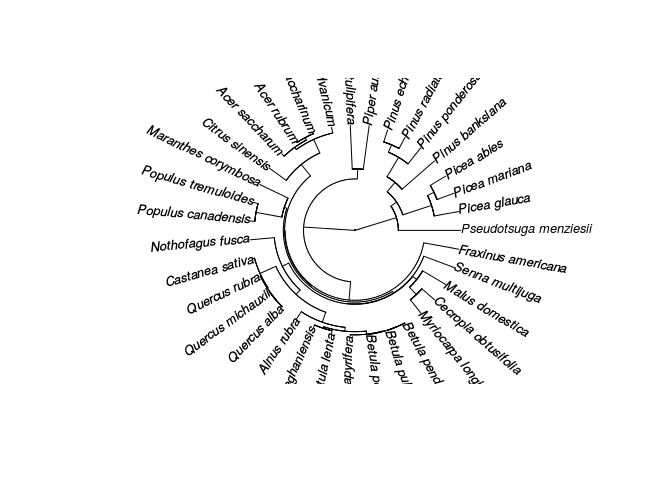 Pseudotsuga menziesii
Picea glauca
Picea mariana
Picea abies
Pinus banksiana
Pinus ponderos
Pinus radia
Pinus ech
Piper au
tulipifera
lvanicum
ccharinum
Acer rubrum
Acer saccharum
Citrus sinensis
Maranthes corymbosa
Populus tremuloides
Populus canadensis
Nothofagus fusca
Castanea sativa
Quercus rubra
Quercus michauxii
Quercus alba
Alnus rubra
ghaniensis
tula lenta
papyrifera
Betula p
Betula pu
Betula pend
Myriocarpa longi
Cecropia obtusifolia
Malus domestica
Senna multijuga
Fraxinus americana